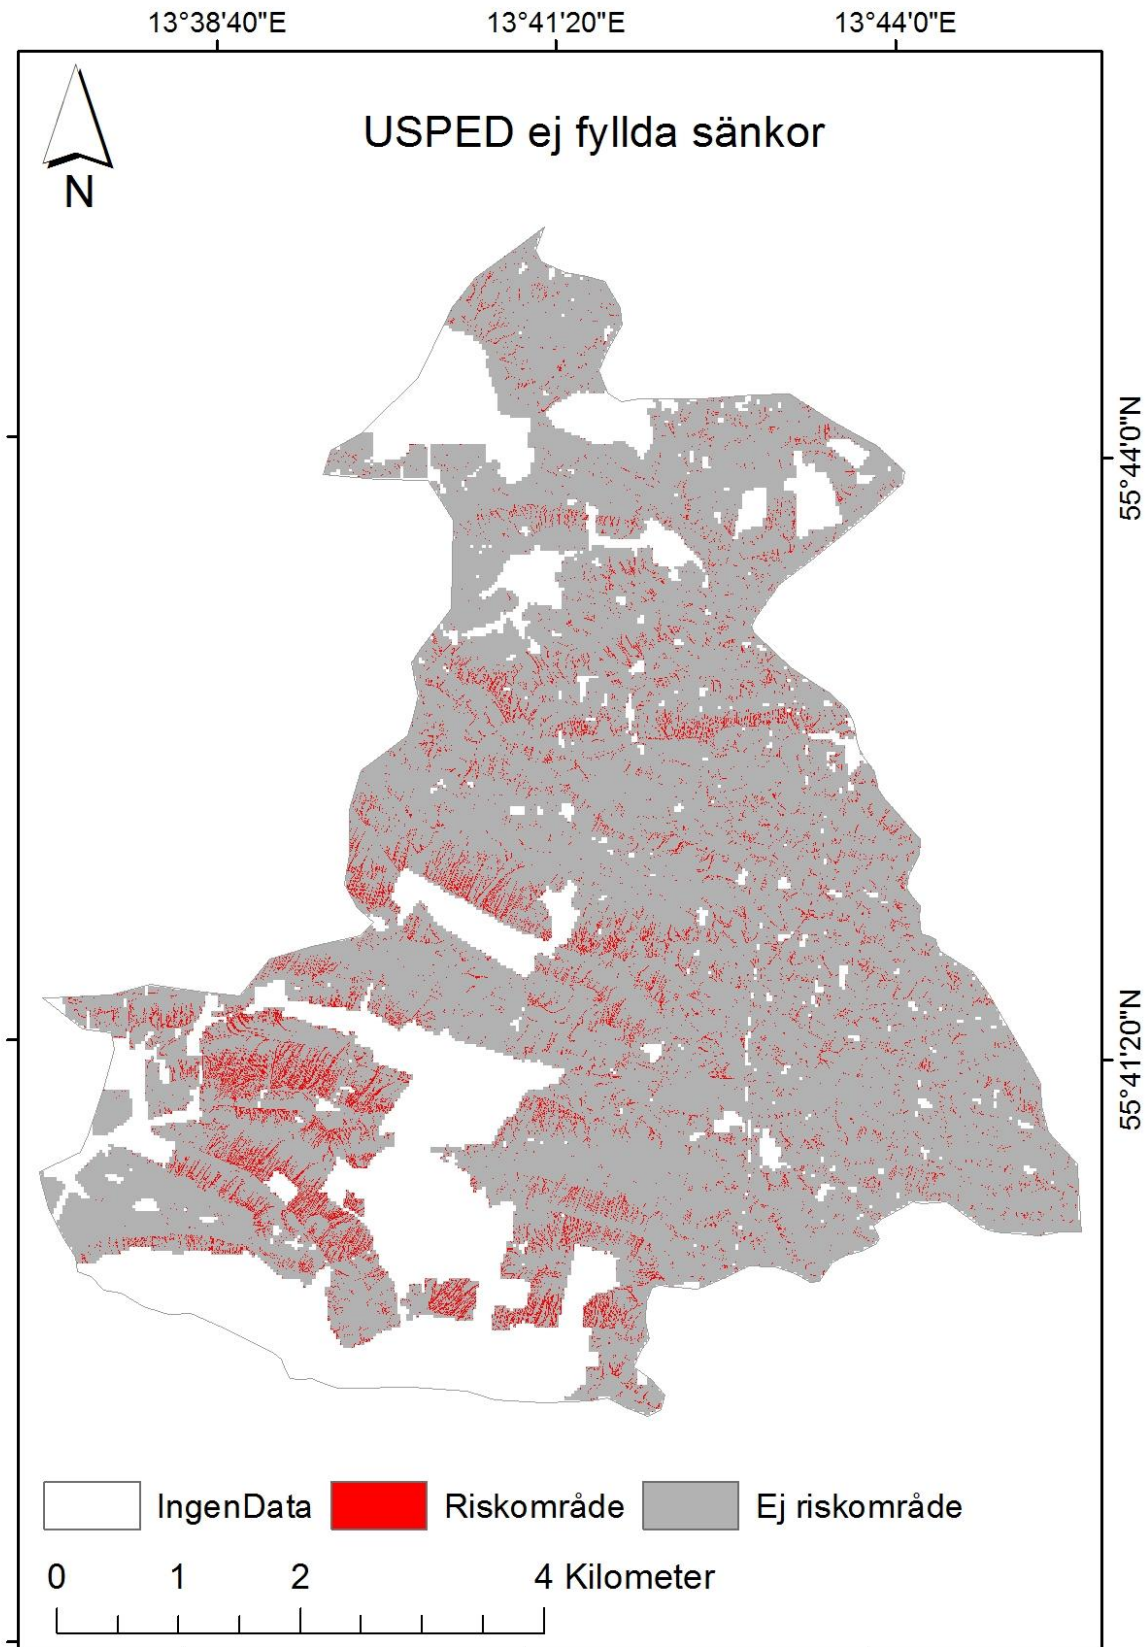 13°38'40"E 13°41'20"E 13°44'0"E
USPED ej fyllda sänkor
N
55°44'0"N
55°41'20"N
IngenData Riskområde Ej riskområde
0 1 2 4 Kilometer